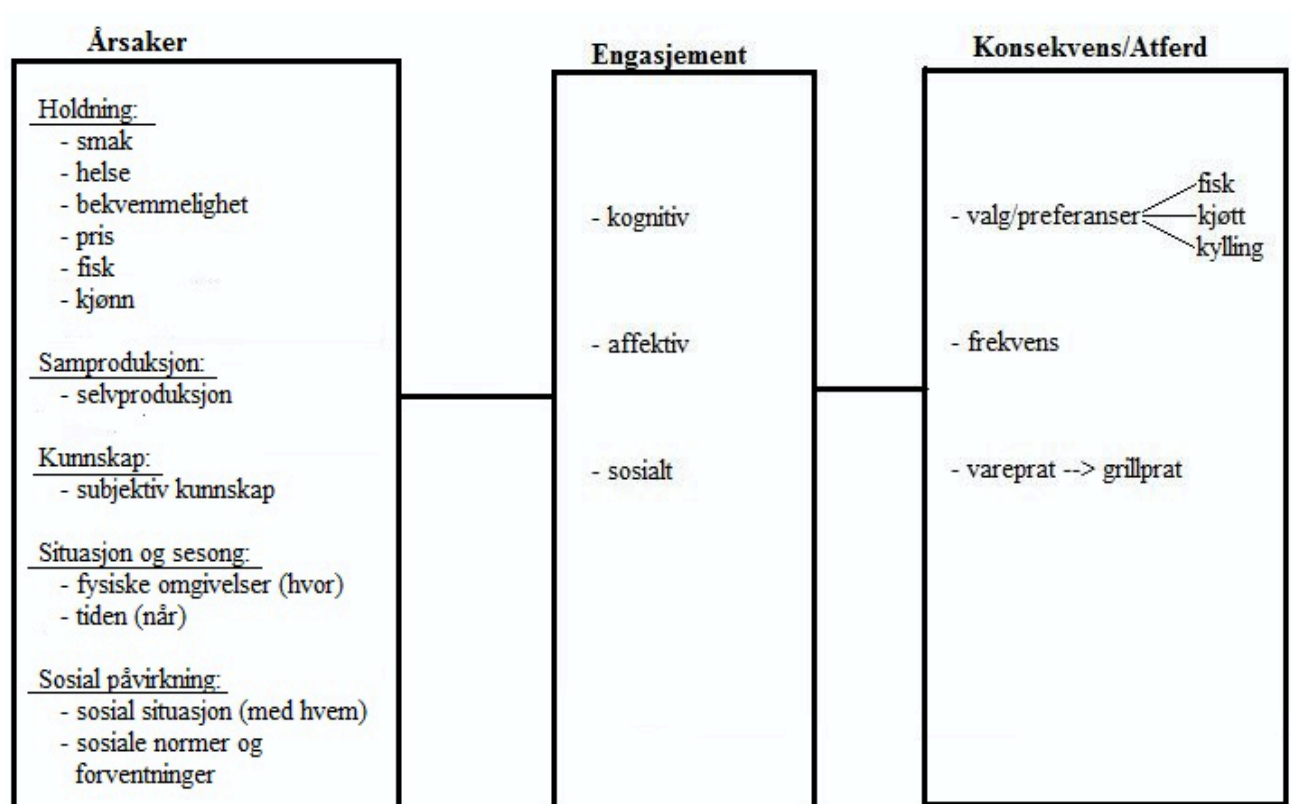 Årsaker
Holdning:
- smak
- helse
- bekvemmelighet
- pris
- fisk
- kjønn
Samproduksjon:
- selvproduksjon
Kunnskap:
- subjektiv kunnskap
Situasjon og sesong:
- fysiske omgivelser (hvor)
- tiden (når)
Sosial påvirkning:
- sosial situasjon (med hvem)
- sosiale normer og
forventninger
Engasjement
- kognitiv
- affektiv
- sosialt
Konsekvens/Atferd
- valg/preferanser
fisk
kjøtt
kylling
- frekvens
- vareprat --> grillprat